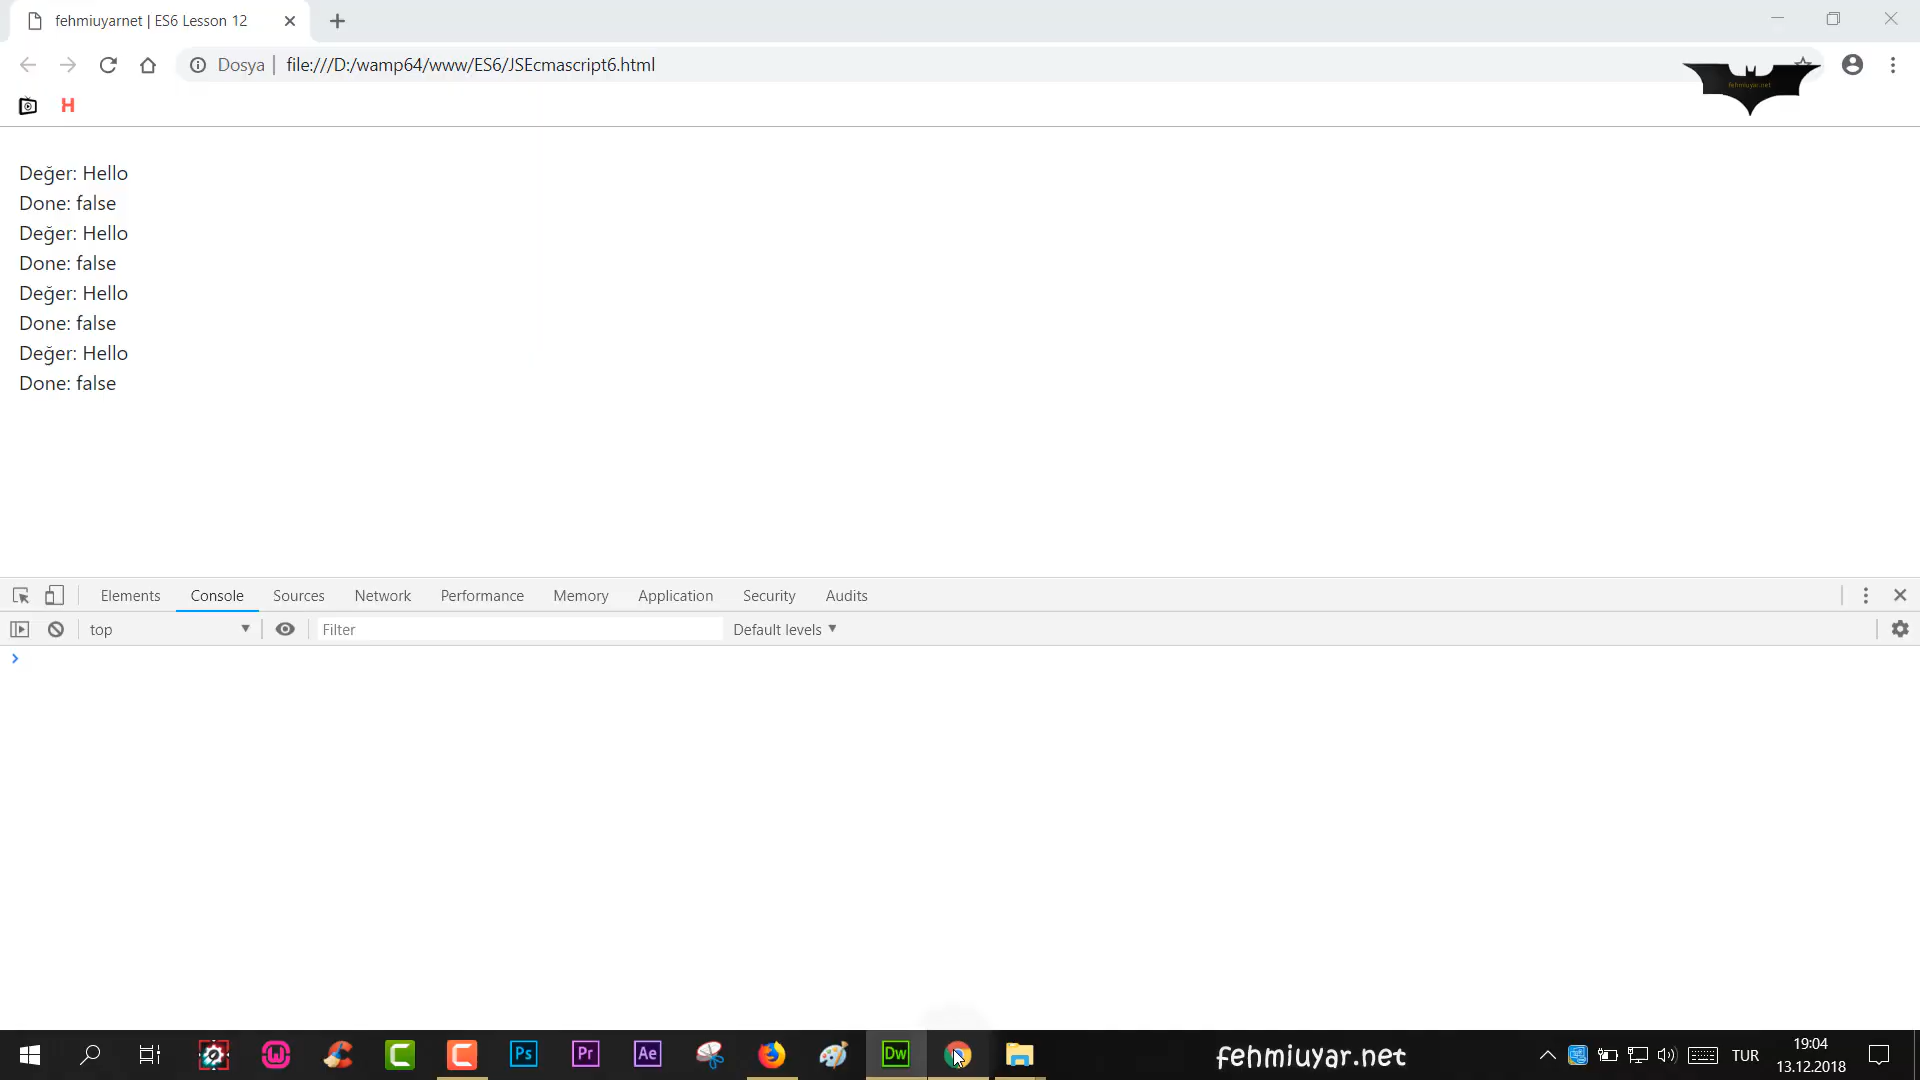 fehmiuyarnet | ES6 Lesson 12
Dosya | file:///D:/wamp64/www/ES6/JSEcmascript6.html
fehmiuyar.net
H
Değer: Hello
Done: false
Değer: Hello
Done: false
Değer: Hello
Done: false
Değer: Hello
Done: false
Elements Console Sources Network Performance Memory Application Security Audits
top Filter Default levels
Ps Pr Ae Dw fehmiuyar.net TUR 19:04
13.12.2018